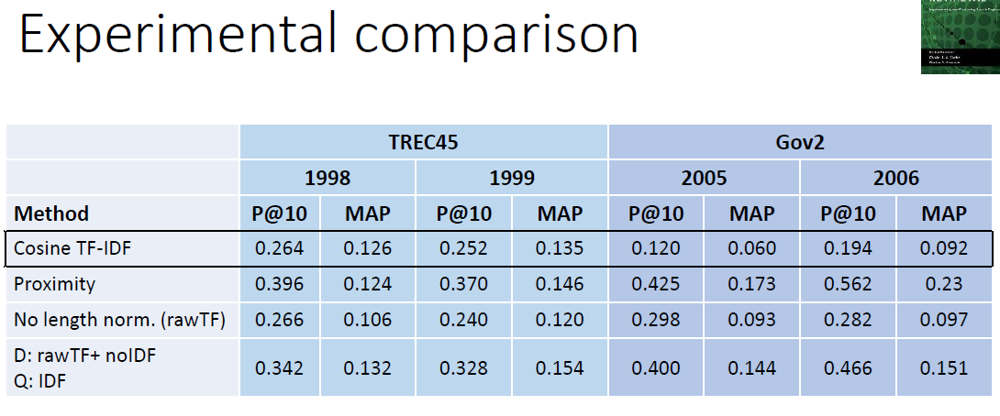 Experimental comparison
TREC45 Gov2
1998 1999 2005 2006
Method P@10 MAP P@10 MAP P@10 MAP P@10 MAP
Cosine TF-IDF 0.264 0.126 0.252 0.135 0.120 0.060 0.194 0.092
Proximity 0.396 0.124 0.370 0.146 0.425 0.173 0.562 0.23
No length norm. (rawTF) 0.266 0.106 0.240 0.120 0.298 0.093 0.282 0.097
D: rawTF+ noIDF
Q: IDF 0.342 0.132 0.328 0.154 0.400 0.144 0.466 0.151